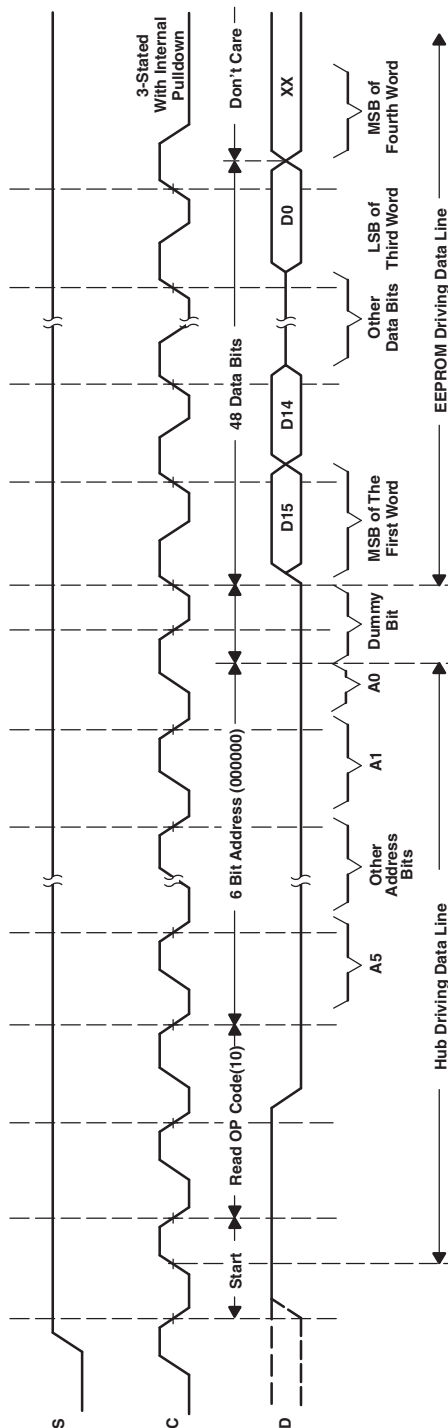 S
C
D
3-Stated
With Internal
Pulldown
Start
Read OP Code(10)
6 Bit Address (000000)
48 Data Bits
Don't Care
D15
D14
D0
XX
A5
Other
Address
Bits
A1
A0
Dummy
Bit
MSB of The
First Word
Other
Data Bits
LSB of
Third Word
MSB of
Fourth Word
Hub Driving Data Line
EEPROM Driving Data Line